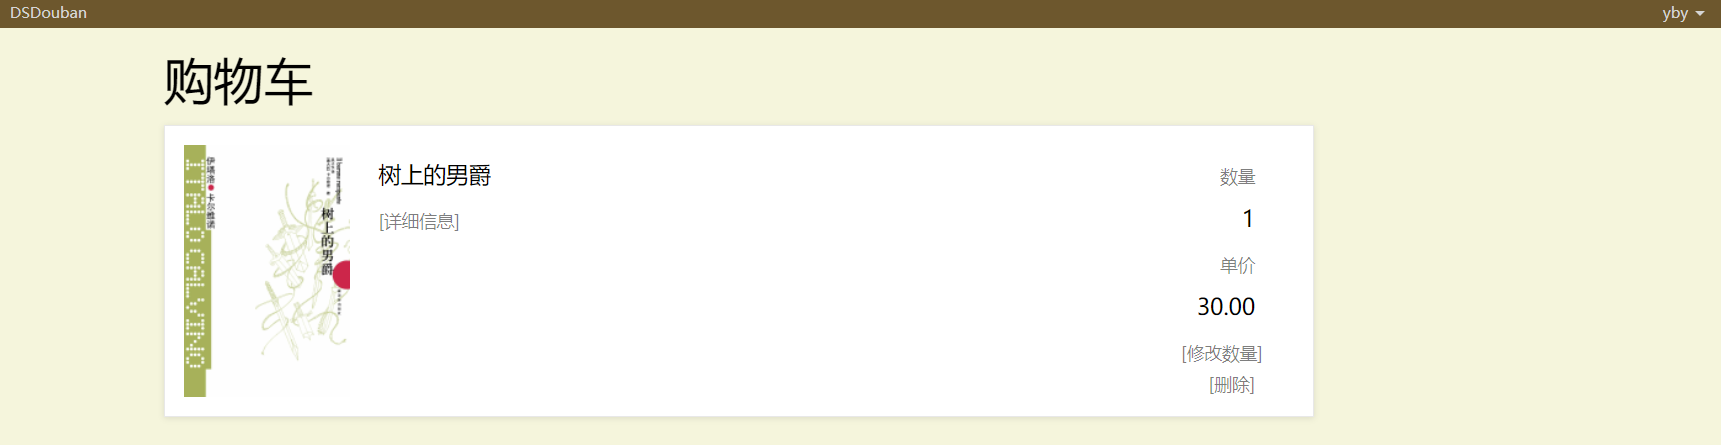 DSDouban
yby
购物车
伊塔洛·卡尔维诺
ITALO CALVINO
树上的男爵
树上的男爵
[详细信息]
数量
1
单价
30.00
[修改数量]
[删除]